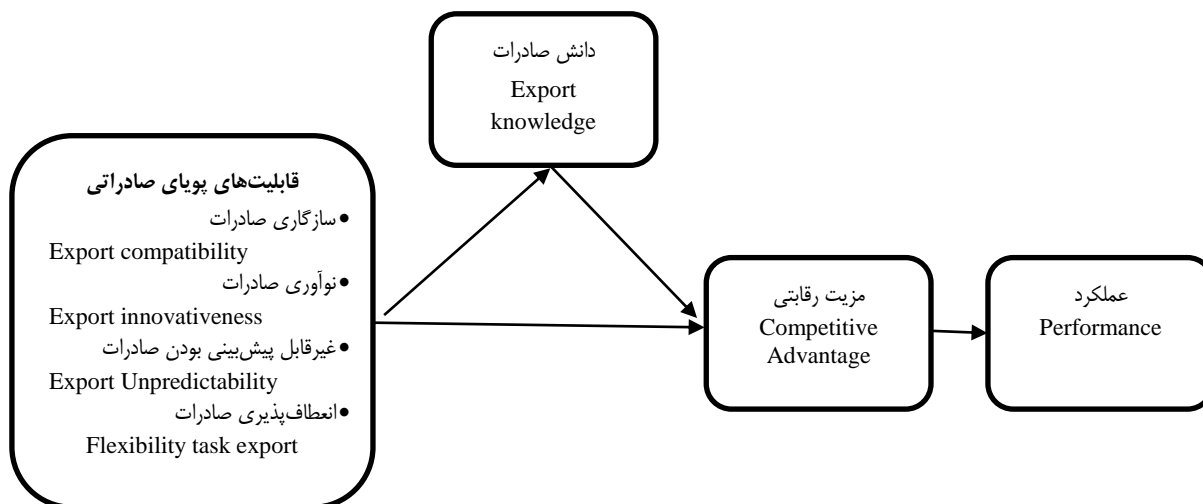 دانش صادرات
Export
knowledge
قابلیت‌های پویای صادراتی
• سازگاری صادرات
Export compatibility
• نوآوری صادرات
Export innovativeness
• غیرقابل پیش‌بینی بودن صادرات
Export Unpredictability
• انعطاف‌پذیری صادرات
Flexibility task export
مزیت رقابتی
Competitive
Advantage
عملکرد
Performance